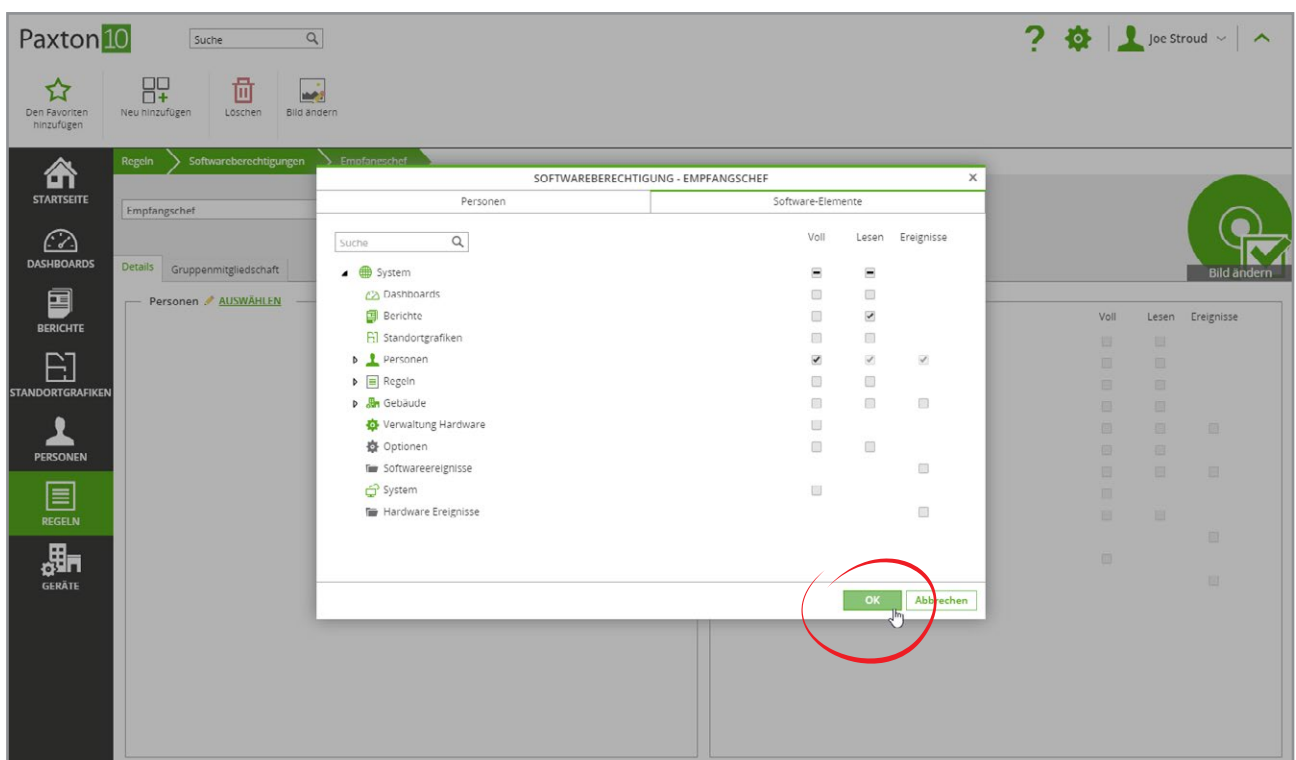 Paxton10
Suche
Joe Stroud
Den Favoriten
hinzufügen
Neu hinzufügen
Löschen
Bild ändern
Regeln
Softwareberechtigungen
Empfangschef
STARTSEITE
DASHBOARDS
BERICHTE
STANDORTGRAFIKEN
PERSONEN
REGELN
GERÄTE
Empfangschef
Bild ändern
Details
Gruppenmitgliedschaft
Personen AUSWÄHLEN
Voll Lesen Ereignisse
SOFTWAREBERECHTIGUNG - EMPFANGSCHEF X
Personen
Software-Elemente
Suche
Voll Lesen Ereignisse
System
Dashboards
Berichte
Standortgrafiken
Personen
Regeln
Gebäude
Verwaltung Hardware
Optionen
Softwareereignisse
System
Hardware Ereignisse
OK
Abbrechen